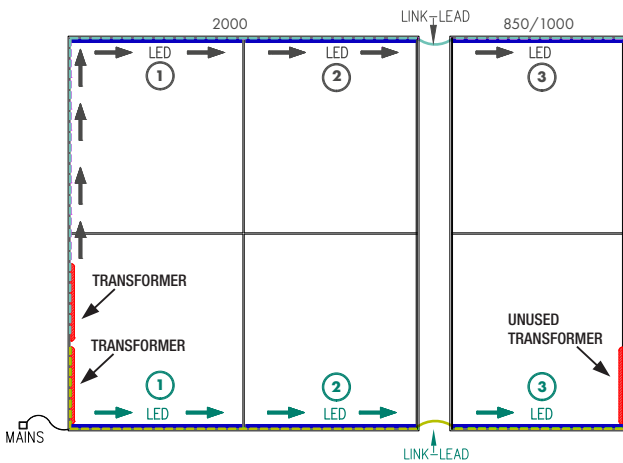 2000
LINK-LEAD
850/1000
LED
LED
LED
1
2
3
TRANSFORMER
TRANSFORMER
UNUSED
TRANSFORMER
1
2
3
LED
LED
LED
MAINS
LINK-LEAD